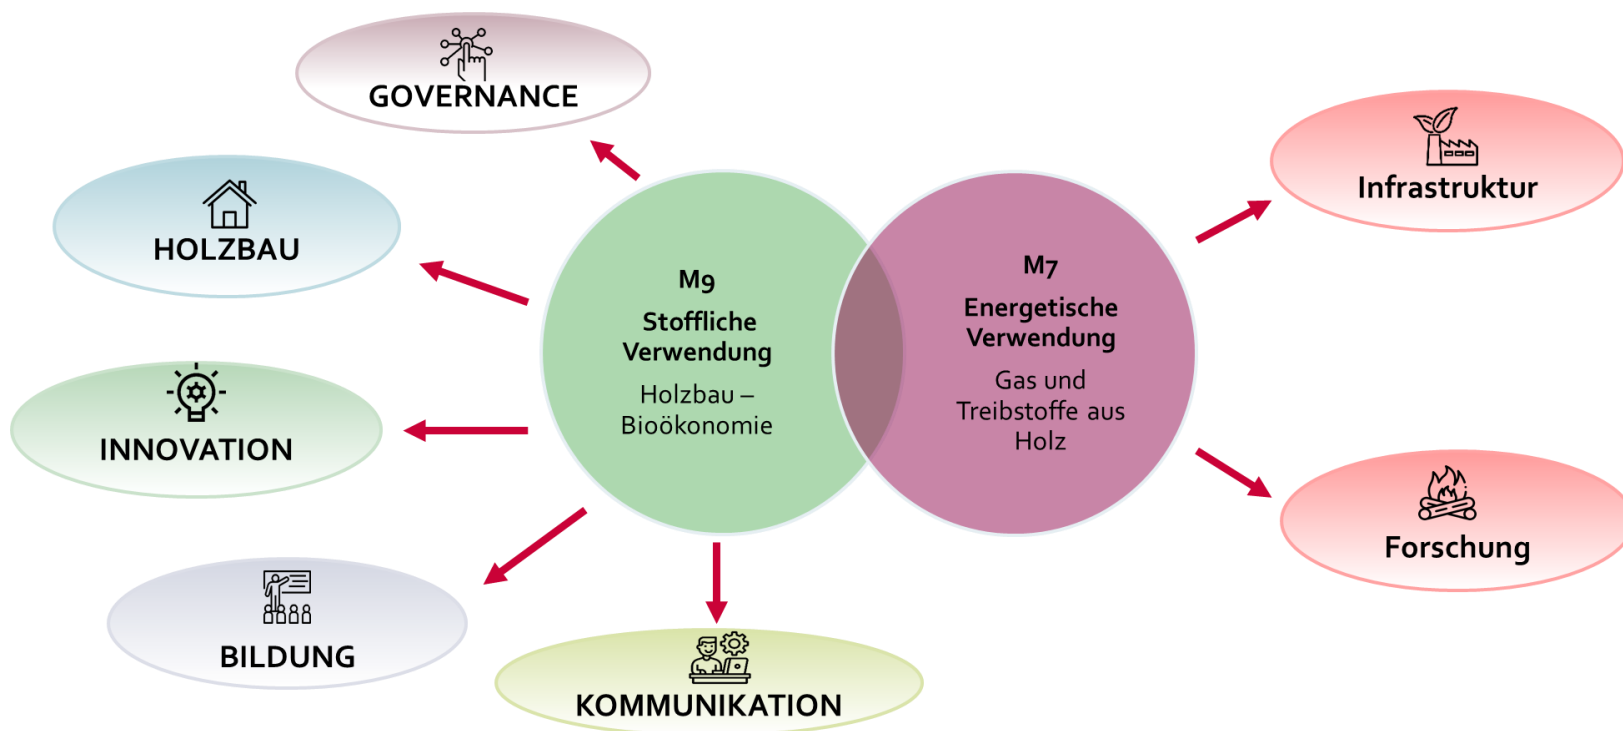 GOVERNANCE
HOLZBAU
INNOVATION
BILDUNG
KOMMUNIKATION
M9
Stoffliche
Verwendung
Holzbau –
Bioökonomie
M7
Energetische
Verwendung
Gas und
Treibstoffe aus
Holz
Infrastruktur
Forschung